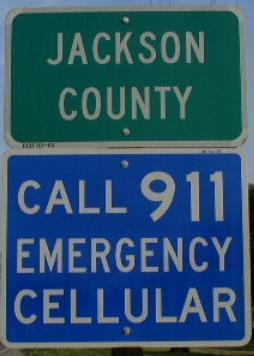 JACKSON
COUNTY
CALL 911
EMERGENCY
CELLULAR